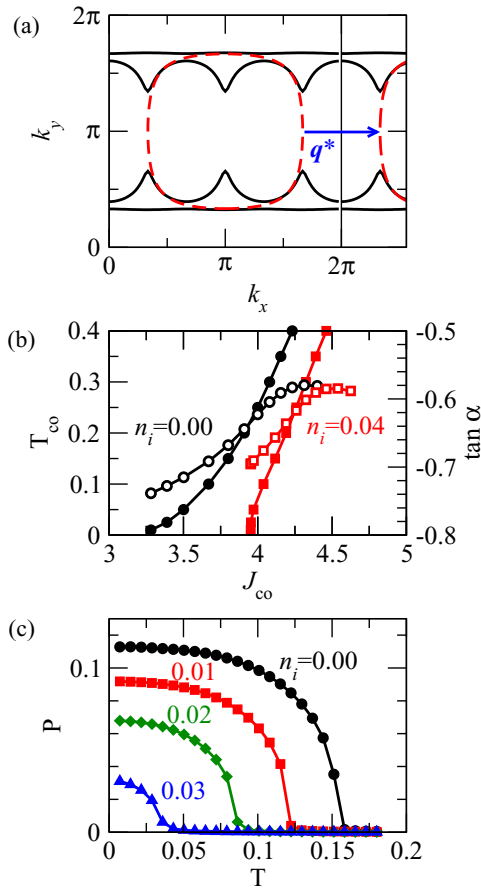 (a)
2π
k_y
π
q*
0
0
π
2π
k_x
(b)
0.4
-0.5
0.3
-0.6
T_co
n_i=0.00
n_i=0.04
tan α
0.2
-0.7
0.1
0
-0.8
3
3.5
4
4.5
5
J_co
(c)
n_i=0.00
0.1
0.01
P
0.02
0.03
0
0
0.05
0.1
0.15
0.2
T